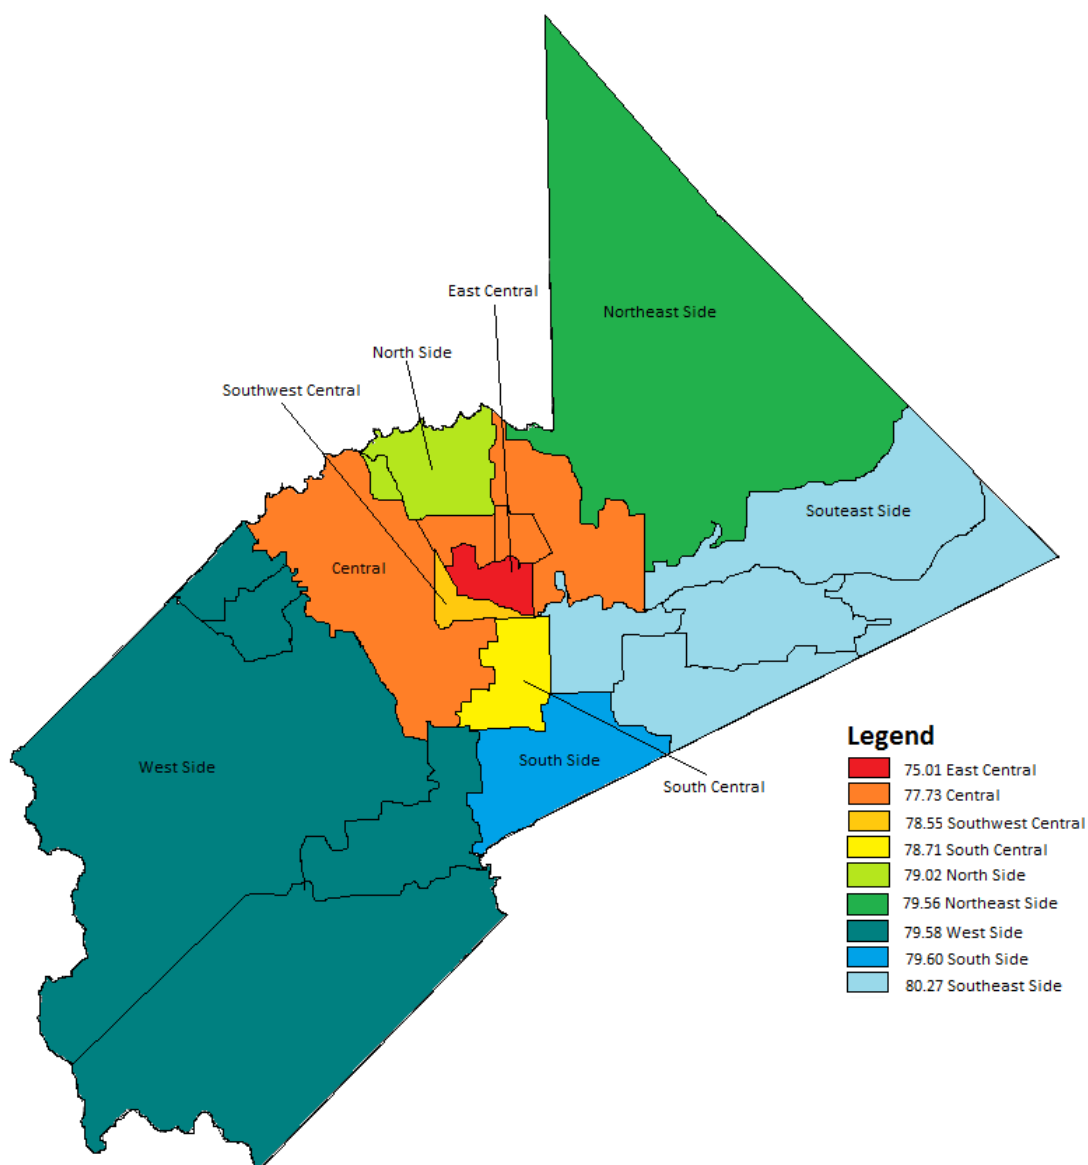 East Central
Northeast Side
North Side
Southwest Central
Souteast Side
Central
West Side
South Side
South Central
Legend
75.01 East Central
77.73 Central
78.55 Southwest Central
78.71 South Central
79.02 North Side
79.56 Northeast Side
79.58 West Side
79.60 South Side
80.27 Southeast Side